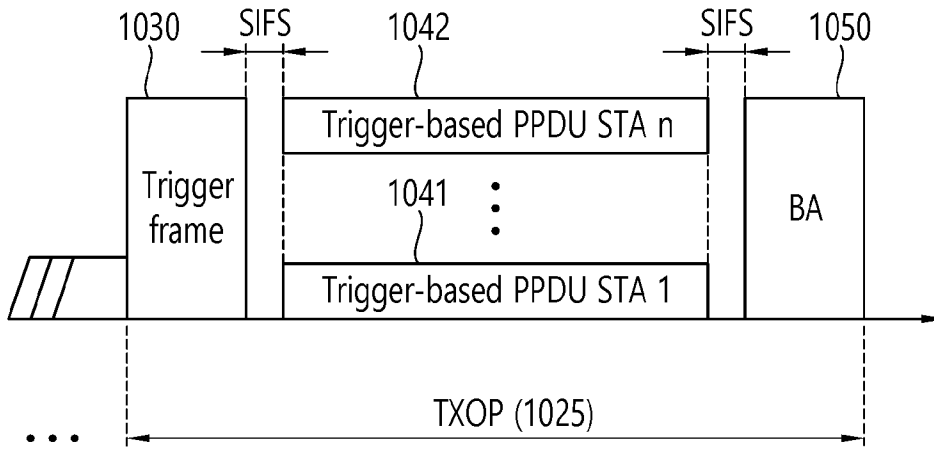 SIFS
SIFS
1030
1042
1050
Trigger-based PPDU STA n
Trigger
frame
1041
BA
Trigger-based PPDU STA 1
TXOP (1025)